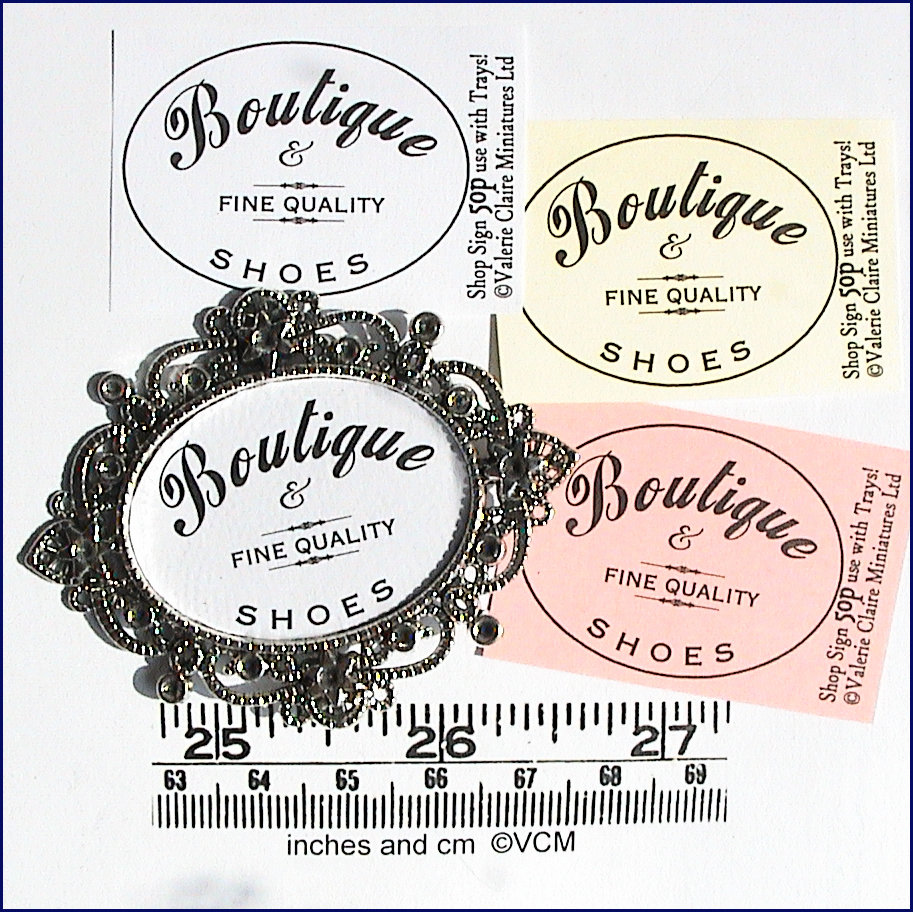 Boutique
&
FINE QUALITY
SHOES
Shop Sign 50p use with Trays!
©Valerie Claire Miniatures Ltd
Boutique
&
FINE QUALITY
SHOES
Shop Sign 50p use with Trays!
©Valerie Claire Miniatures Ltd
Boutique
&
FINE QUALITY
SHOES
Boutique
&
FINE QUALITY
SHOES
Shop Sign 50p use with Trays!
©Valerie Claire Miniatures Ltd
25 26 27
63 64 65 66 67 68 69
inches and cm ©VCM